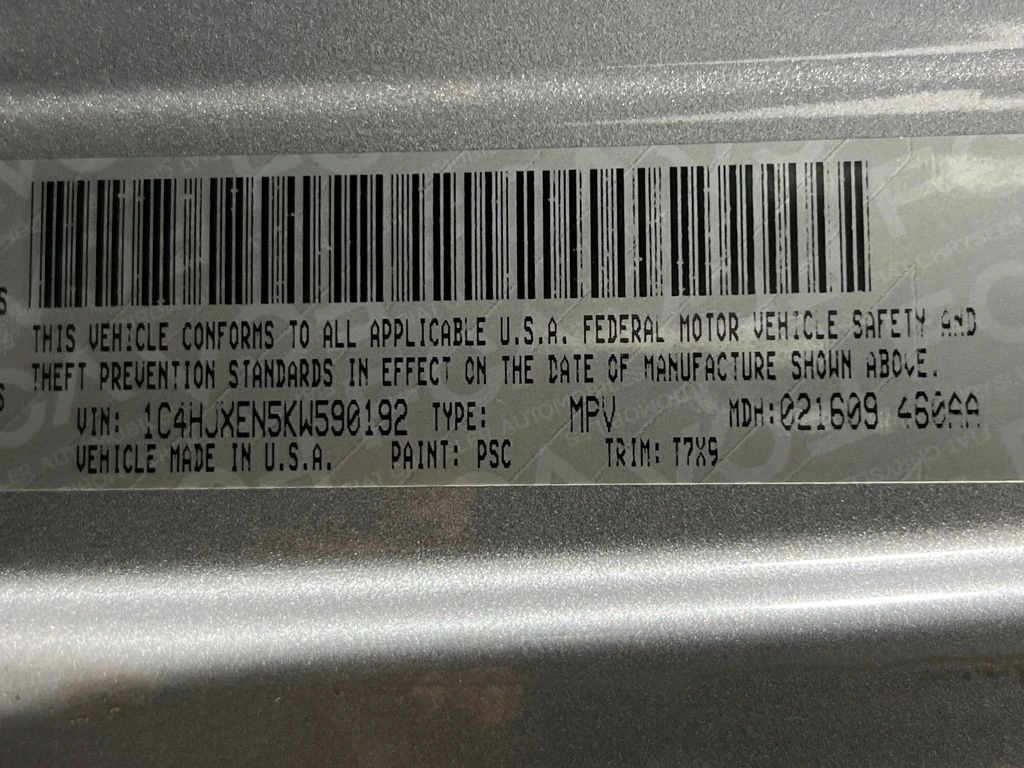 THIS VEHICLE CONFORMS TO ALL APPLICABLE U.S.A. FEDERAL MOTOR VEHICLE SAFETY AND
THEFT PREVENTION STANDARDS IN EFFECT ON THE DATE OF MANUFACTURE SHOWN ABOVE.
VIN: 1C4HJXEN5KW590192 TYPE: MPV MDH:021609 460AA
VEHICLE MADE IN U.S.A. PAINT: PSC TRIM: T7X9